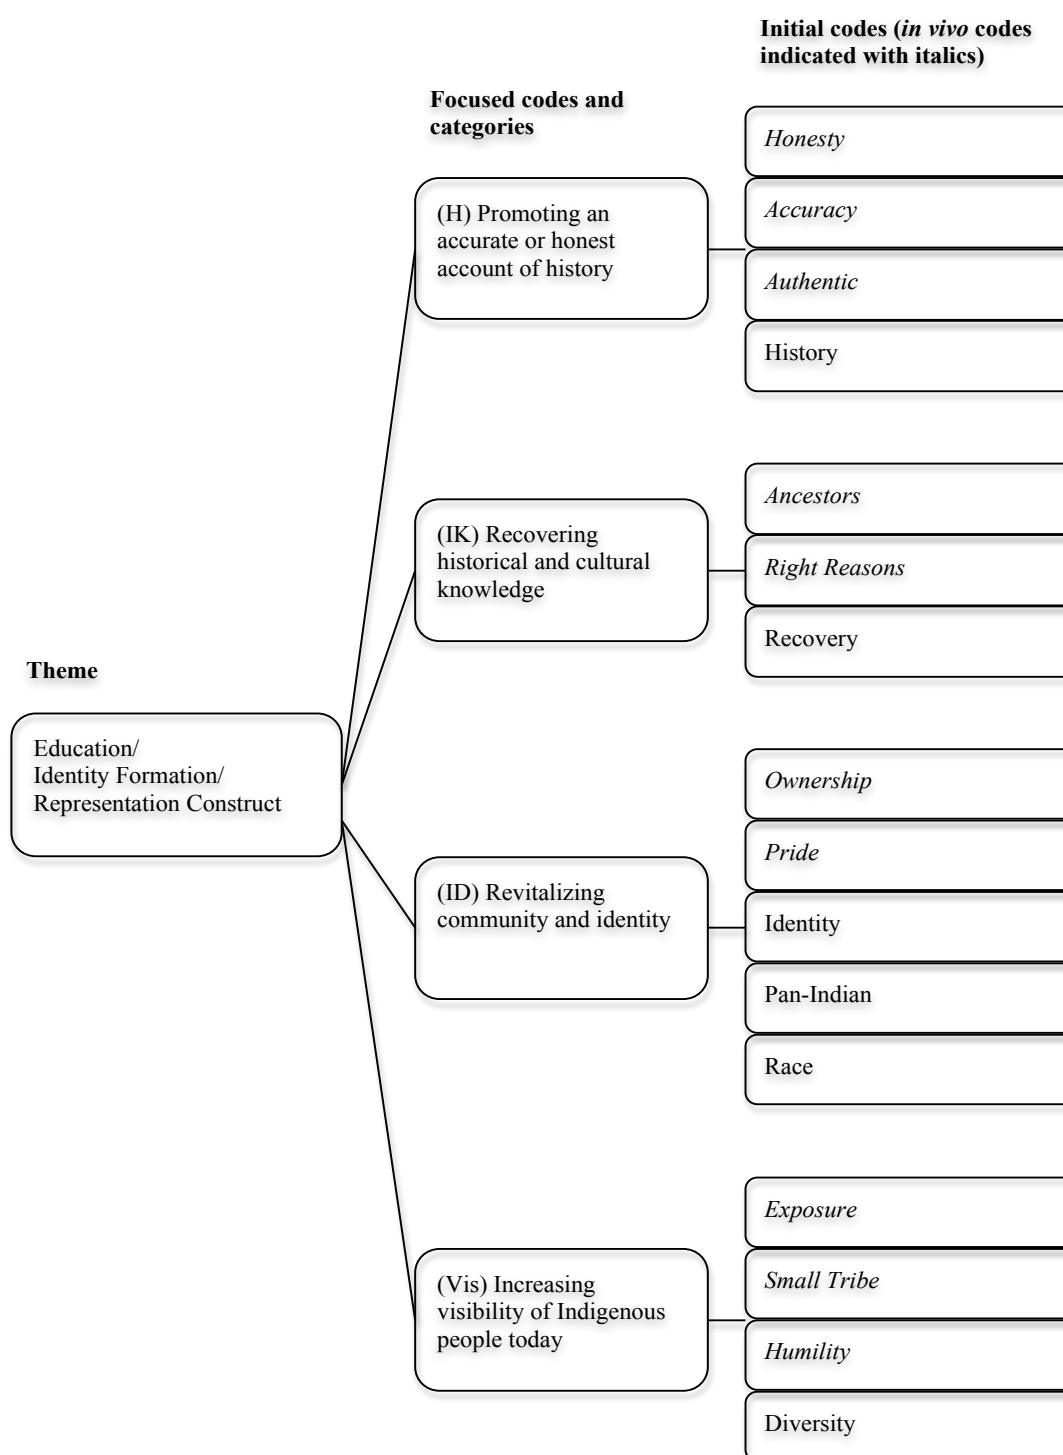 Initial codes (in vivo codes
indicated with italics)
Focused codes and
categories
Honesty
(H) Promoting an
accurate or honest
account of history
Accuracy
Authentic
History
Ancestors
(IK) Recovering
historical and cultural
knowledge
Right Reasons
Recovery
Theme
Education/
Identity Formation/
Representation Construct
Ownership
Pride
(ID) Revitalizing
community and identity
Identity
Pan-Indian
Race
Exposure
(Vis) Increasing
visibility of Indigenous
people today
Small Tribe
Humility
Diversity